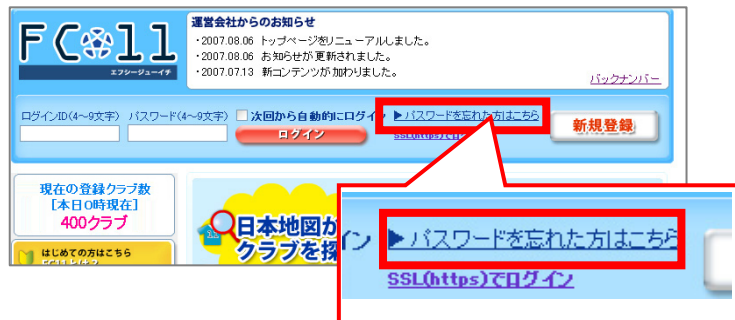 FC11
エフシージューイチ
運営会社からのお知らせ
・2007.08.06 トップページをリニューアルしました。
・2007.08.06 お知らせが更新されました。
・2007.07.13 新コンテンツが加わりました。
バックナンバー
ログインID(4～9文字) パスワード(4～9文字) 次回から自動的にログイン ▶パスワードを忘れた方はこちら
ログイン
SSL(https)でログ
新規登録
現在の登録クラブ数
[本日0時現在]
400クラブ
日本地図か
クラブを探
はじめての方はこちら
イン ▶パスワードを忘れた方はこちら
SSL(https)でログイン